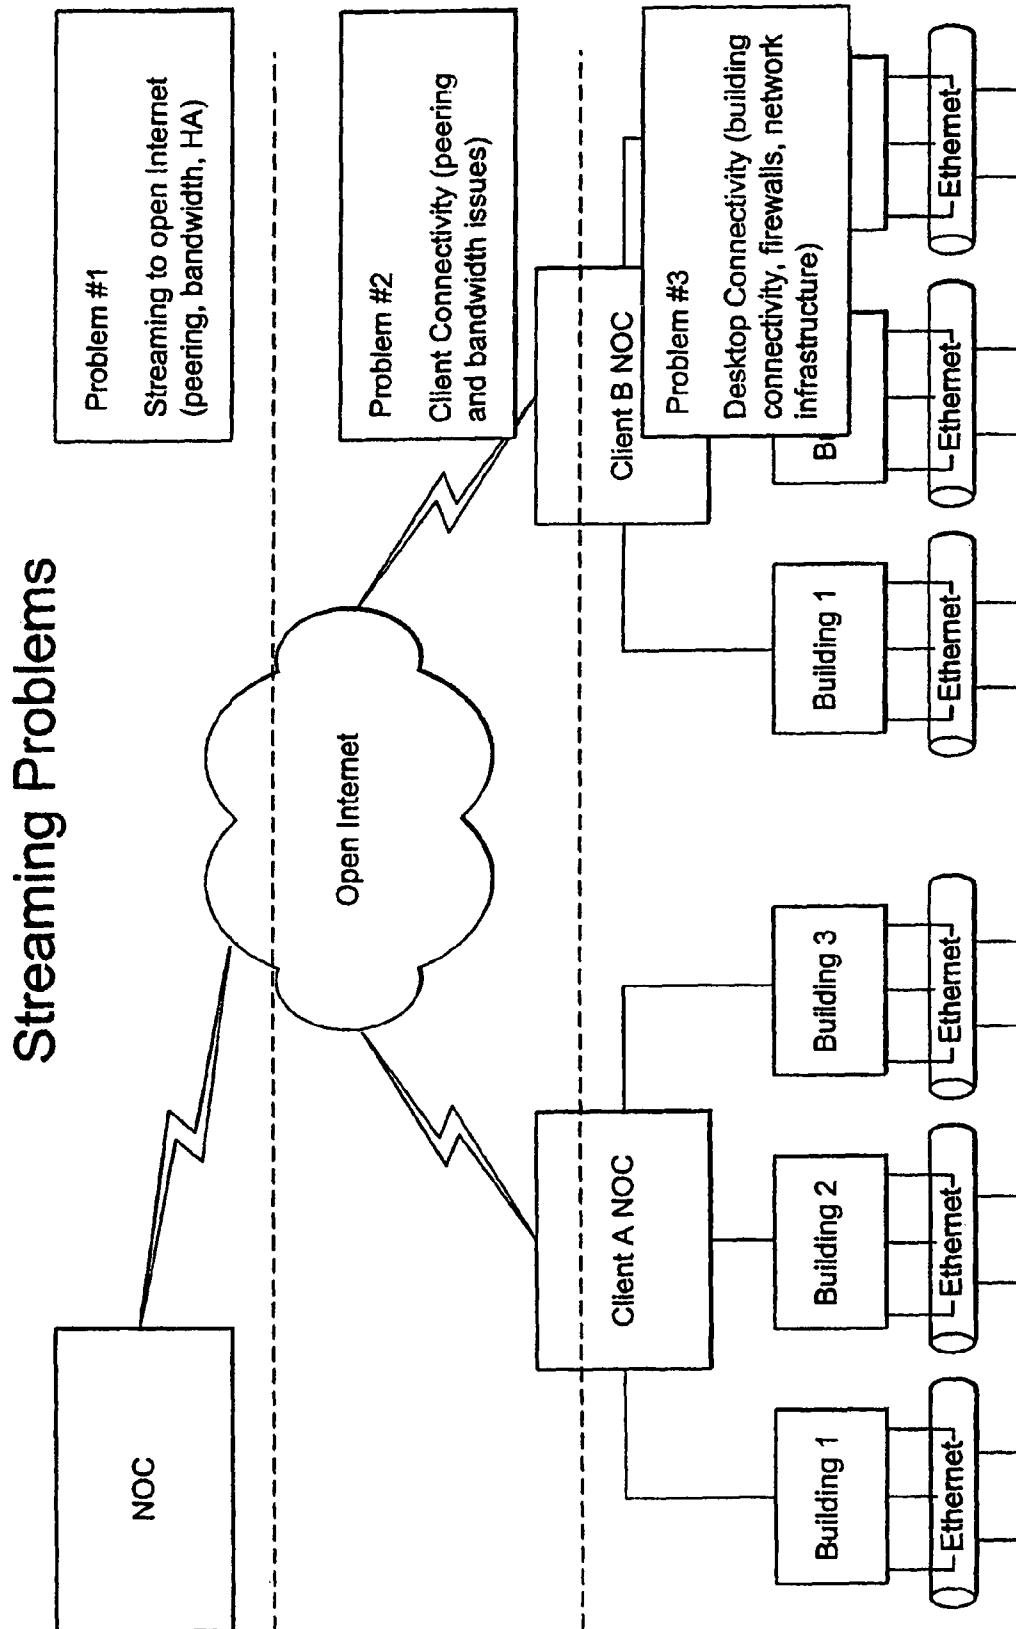 Streaming Problems
NOC
Problem #1
Streaming to open Internet
(peering, bandwidth, HA)
Open Internet
Problem #2
Client Connectivity (peering
and bandwidth issues)
Client A NOC
Client B NOC
Problem #3
Desktop Connectivity (building
connectivity, firewalls, network
infrastructure)
Building 1
Building 2
Building 3
Building 1
Ethernet
Ethernet
Ethernet
Ethernet
Ethernet
Ethernet